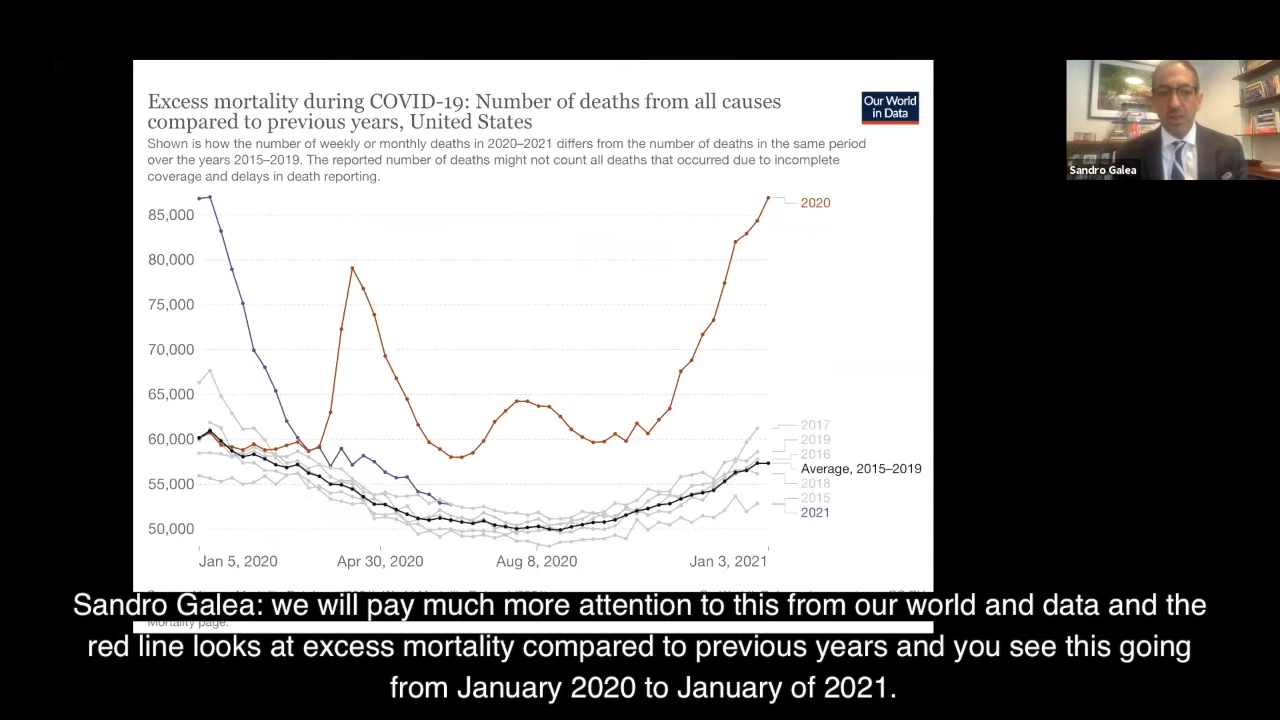 Excess mortality during COVID-19: Number of deaths from all causes
compared to previous years, United States
Our World
in Data
Shown is how the number of weekly or monthly deaths in 2020–2021 differs from the number of deaths in the same period
over the years 2015–2019. The reported number of deaths might not count all deaths that occurred due to incomplete
coverage and delays in death reporting.
Sandro Galea
85,000
80,000
75,000
70,000
65,000
60,000
55,000
50,000
2020
2017
2019
2016
Average, 2015–2019
2018
2015
2021
Jan 5, 2020
Apr 30, 2020
Aug 8, 2020
Jan 3, 2021
Mortality page.
Sandro Galea: we will pay much more attention to this from our world and data and the
red line looks at excess mortality compared to previous years and you see this going
from January 2020 to January of 2021.